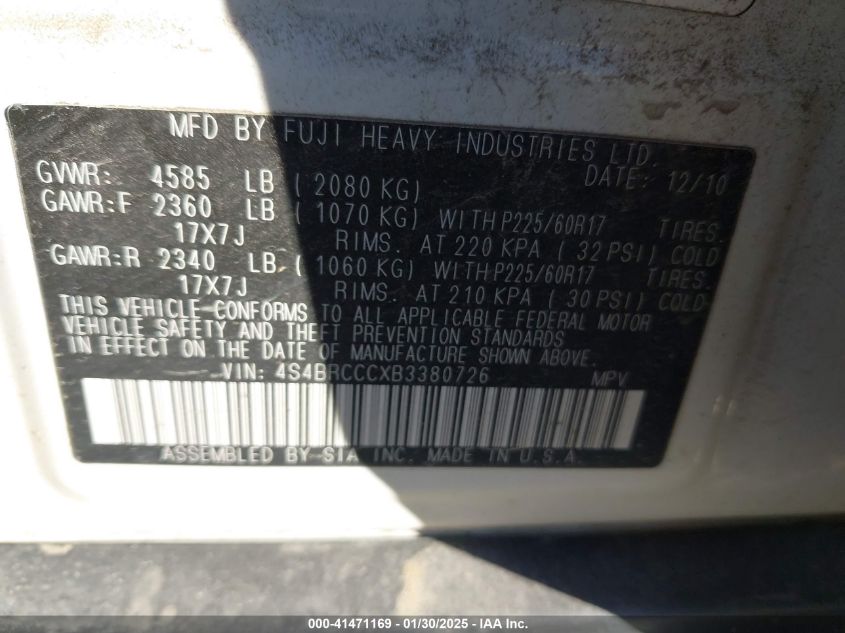 MFD BY FUJI HEAVY INDUSTRIES LTD.
DATE: 12/10
GVWR: 4585 LB ( 2080 KG)
GAWR:F 2360 LB ( 1070 KG) WITH P225/60R17 TIRES.
17X7J RIMS. AT 220 KPA ( 32 PSI) COLD
GAWR:R 2340 LB ( 1060 KG) WITH P225/60R17 TIRES.
17X7J RIMS. AT 210 KPA ( 30 PSI) COLD
THIS VEHICLE CONFORMS TO ALL APPLICABLE FEDERAL MOTOR
VEHICLE SAFETY AND THEFT PREVENTION STANDARDS
IN EFFECT ON THE DATE OF MANUFACTURE SHOWN ABOVE.
VIN: 4S4BRCCCXB3380726 MPV
ASSEMBLED BY SIA INC. MADE IN U.S.A.
000-41471169 - 01/30/2025 - IAA Inc.